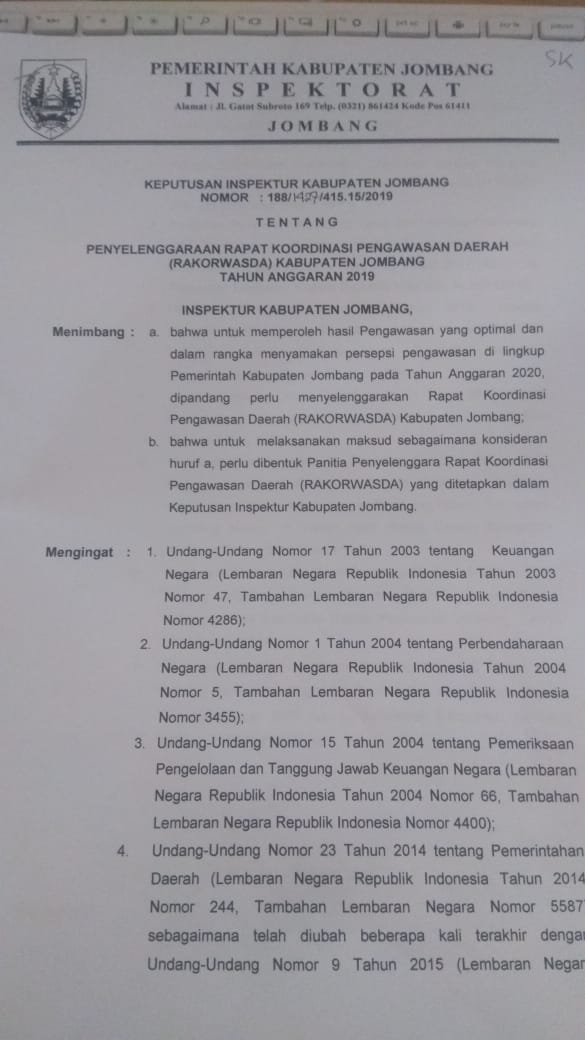 SK
PEMERINTAH KABUPATEN JOMBANG
INSPEKTORAT
Alamat : Jl. Gatot Subroto 169 Telp. (0321) 861424 Kode Pos 61411
JOMBANG
KEPUTUSAN INSPEKTUR KABUPATEN JOMBANG
NOMOR : 188/1427/415.15/2019
TENTANG
PENYELENGGARAAN RAPAT KOORDINASI PENGAWASAN DAERAH
(RAKORWASDA) KABUPATEN JOMBANG
TAHUN ANGGARAN 2019
INSPEKTUR KABUPATEN JOMBANG,
Menimbang : a. bahwa untuk memperoleh hasil Pengawasan yang optimal dan
dalam rangka menyamakan persepsi pengawasan di lingkup
Pemerintah Kabupaten Jombang pada Tahun Anggaran 2020,
dipandang perlu menyelenggarakan Rapat Koordinasi
Pengawasan Daerah (RAKORWASDA) Kabupaten Jombang;
b. bahwa untuk melaksanakan maksud sebagaimana konsideran
huruf a, perlu dibentuk Panitia Penyelenggara Rapat Koordinasi
Pengawasan Daerah (RAKORWASDA) yang ditetapkan dalam
Keputusan Inspektur Kabupaten Jombang.
Mengingat : 1. Undang-Undang Nomor 17 Tahun 2003 tentang Keuangan
Negara (Lembaran Negara Republik Indonesia Tahun 2003
Nomor 47, Tambahan Lembaran Negara Republik Indonesia
Nomor 4286);
2. Undang-Undang Nomor 1 Tahun 2004 tentang Perbendaharaan
Negara (Lembaran Negara Republik Indonesia Tahun 2004
Nomor 5, Tambahan Lembaran Negara Republik Indonesia
Nomor 3455);
3. Undang-Undang Nomor 15 Tahun 2004 tentang Pemeriksaan
Pengelolaan dan Tanggung Jawab Keuangan Negara (Lembaran
Negara Republik Indonesia Tahun 2004 Nomor 66, Tambahan
Lembaran Negara Republik Indonesia Nomor 4400);
4. Undang-Undang Nomor 23 Tahun 2014 tentang Pemerintahan
Daerah (Lembaran Negara Republik Indonesia Tahun 2014
Nomor 244, Tambahan Lembaran Negara Nomor 5587
sebagaimana telah diubah beberapa kali terakhir denga
Undang-Undang Nomor 9 Tahun 2015 (Lembaran Negar